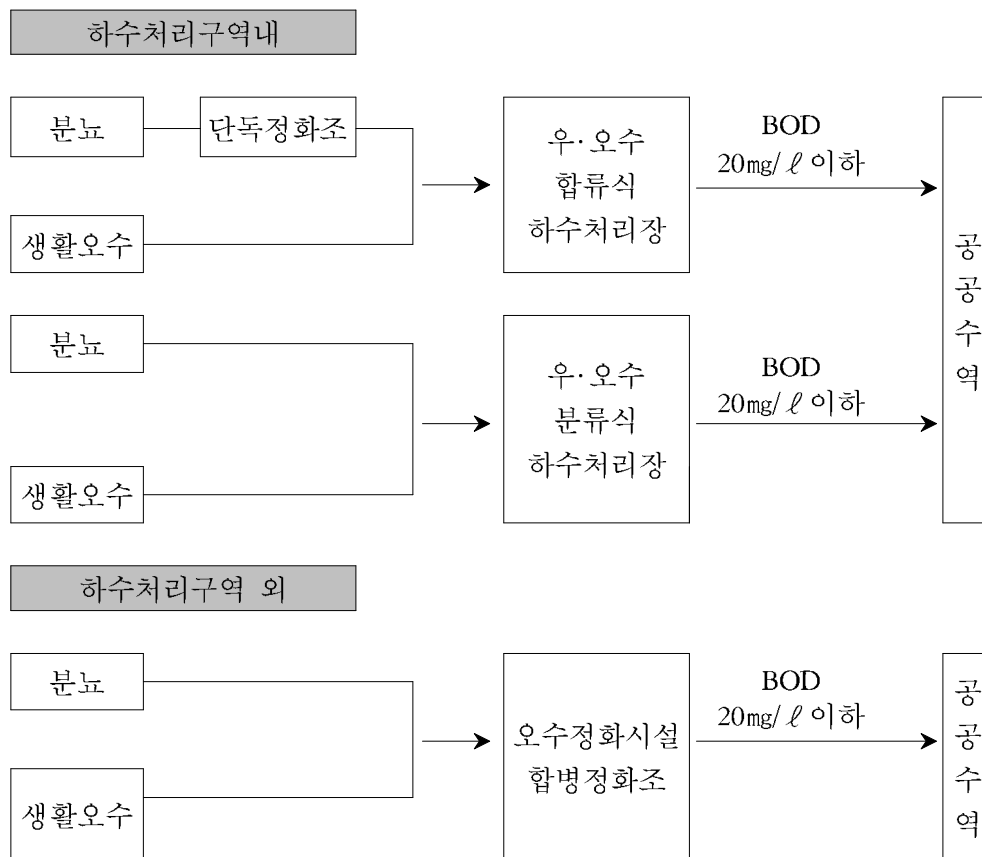 하수처리구역내
분뇨
단독정화조
생활오수
우·오수
합류식
하수처리장
BOD
20㎎/ℓ 이하
분뇨
생활오수
우·오수
분류식
하수처리장
BOD
20㎎/ℓ 이하
공
공
수
역
하수처리구역 외
분뇨
생활오수
오수정화시설
합병정화조
BOD
20㎎/ℓ 이하
공
공
수
역